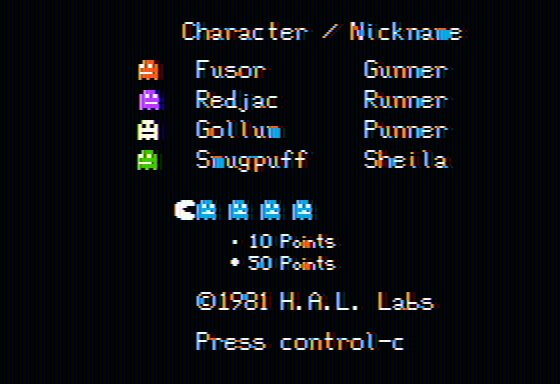 Character / Nickname
Fusor Gunner
Redjac Runner
Gollum Punner
Smugpuff Sheila
· 10 Points
• 50 Points
©1981 H.A.L. Labs
Press control-c